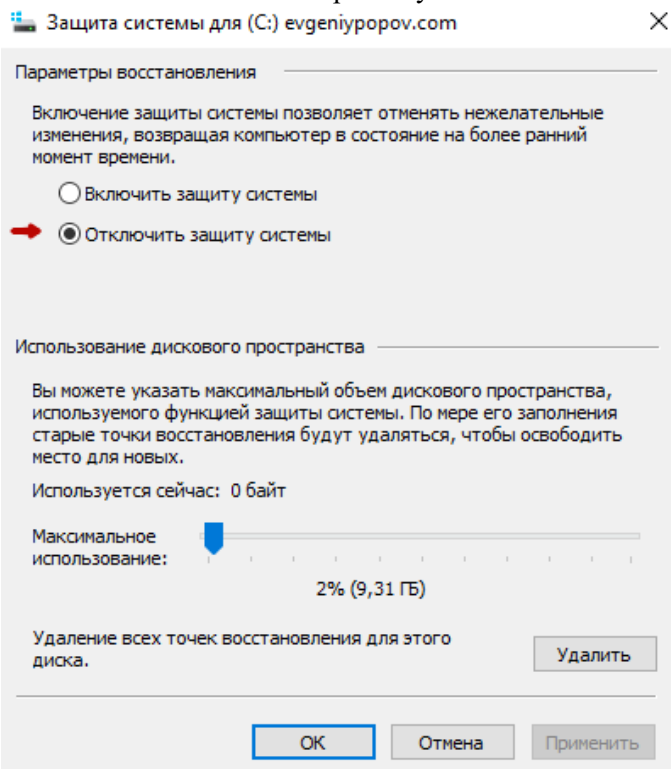 Защита системы для (C:) evgeniypopov.com
Параметры восстановления
Включение защиты системы позволяет отменять нежелательные
изменения, возвращая компьютер в состояние на более ранний
момент времени.
Включить защиту системы
Отключить защиту системы
Использование дискового пространства
Вы можете указать максимальный объем дискового пространства,
используемого функцией защиты системы. По мере его заполнения
старые точки восстановления будут удаляться, чтобы освободить
место для новых.
Используется сейчас: 0 байт
Максимальное
использование:
2% (9,31 ГБ)
Удаление всех точек восстановления для этого
диска.
Удалить
ОК Отмена Применить